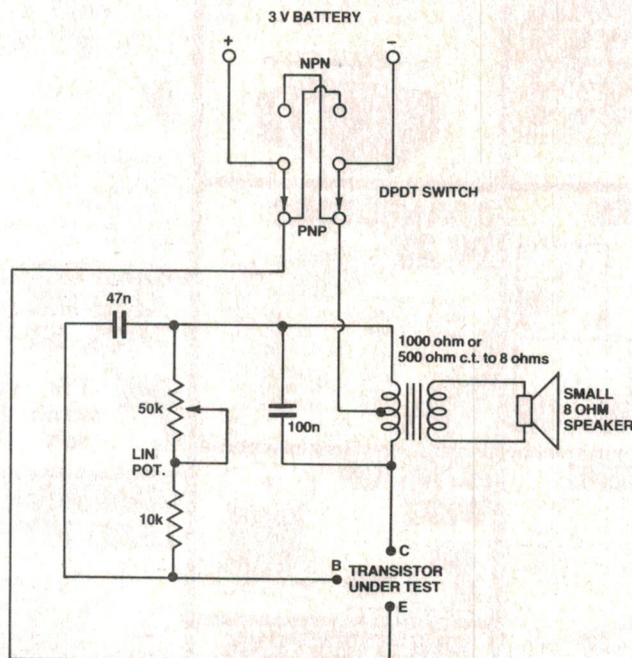 3 V BATTERY
+
–
NPN
DPDT SWITCH
PNP
47n
1000 ohm or
500 ohm c.t. to 8 ohms
50k
100n
SMALL
8 OHM
SPEAKER
LIN
POT.
10k
C
B
TRANSISTOR
UNDER TEST
E